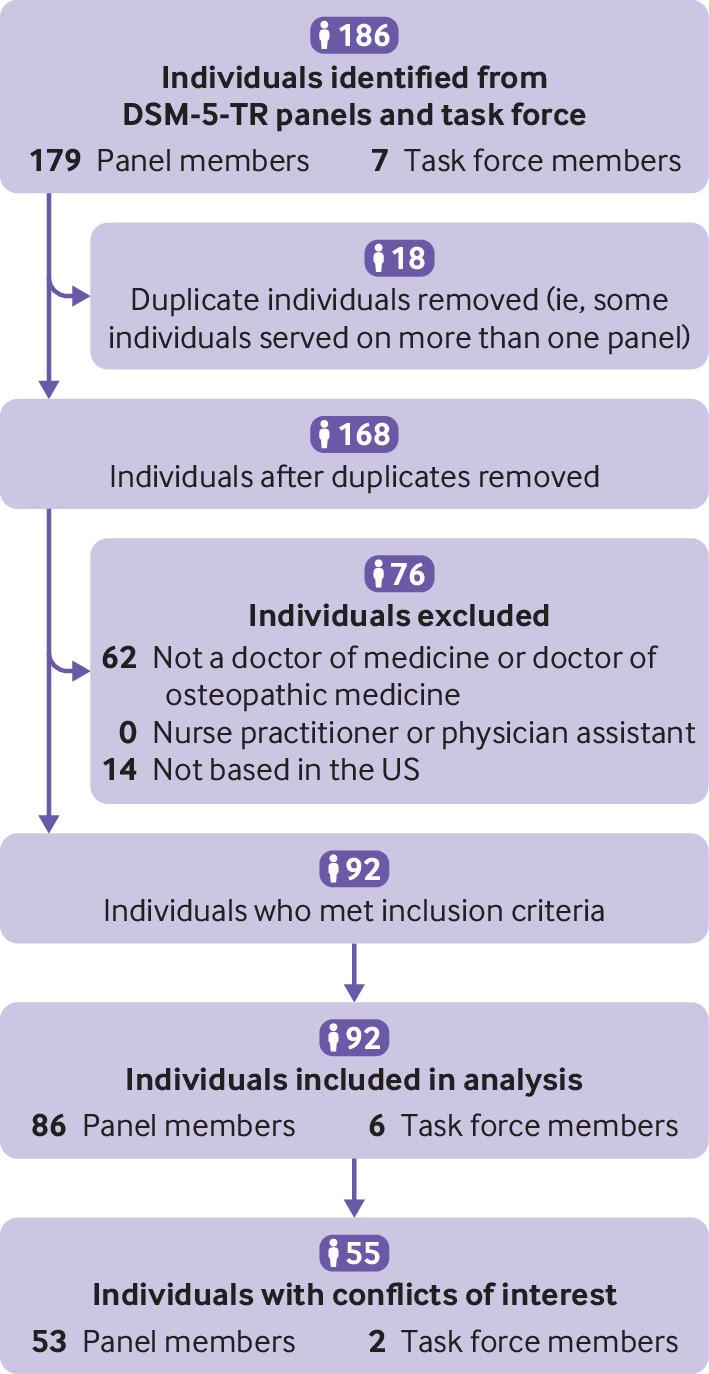 186
Individuals identified from
DSM-5-TR panels and task force
179 Panel members 7 Task force members
18
Duplicate individuals removed (ie, some
individuals served on more than one panel)
168
Individuals after duplicates removed
76
Individuals excluded
62 Not a doctor of medicine or doctor of
osteopathic medicine
0 Nurse practitioner or physician assistant
14 Not based in the US
92
Individuals who met inclusion criteria
92
Individuals included in analysis
86 Panel members 6 Task force members
55
Individuals with conflicts of interest
53 Panel members 2 Task force members